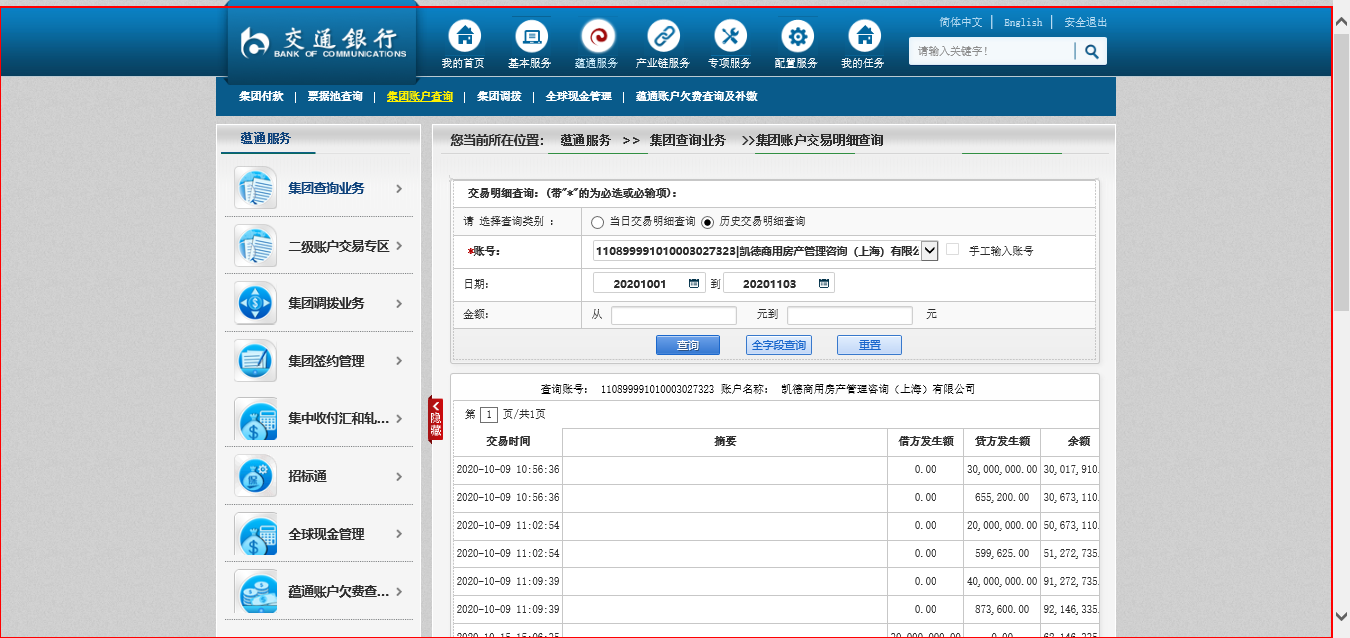 简体中文 | English | 安全退出
交通銀行
BANK OF COMMUNICATIONS
我的首页 基本服务 蕴通服务 产业链服务 专项服务 配置服务 我的任务
请输入关键字!
集团付款 | 票据池查询 | 集团账户查询 | 集团调拨 | 全球现金管理 | 蕴通账户欠费查询及补缴
蕴通服务
集团查询业务
二级账户交易专区
集团调拨业务
集团签约管理
集中收付汇和轧...
招标通
全球现金管理
蕴通账户欠费查...
隐藏
您当前所在位置: 蕴通服务 >> 集团查询业务 >>集团账户交易明细查询
交易明细查询:(带"*"的为必选或必输项):
请 选择查询类别 : 当日交易明细查询 历史交易明细查询
*账号: 110899991010003027323|凯德商用房产管理咨询（上海）有限公 手工输入账号
日期: 20201001 到 20201103
金额: 从 元到 元
查询 全字段查询 重置
查询账号: 110899991010003027323 账户名称: 凯德商用房产管理咨询（上海）有限公司
第 1 页/共1页
交易时间 摘要 借方发生额 贷方发生额 余额
2020-10-09 10:56:36 0.00 30,000,000.00 30,017,910.
2020-10-09 10:56:36 0.00 655,200.00 30,673,110.
2020-10-09 11:02:54 0.00 20,000,000.00 50,673,110.
2020-10-09 11:02:54 0.00 599,625.00 51,272,735.
2020-10-09 11:09:39 0.00 40,000,000.00 91,272,735.
2020-10-09 11:09:39 0.00 873,600.00 92,146,335.